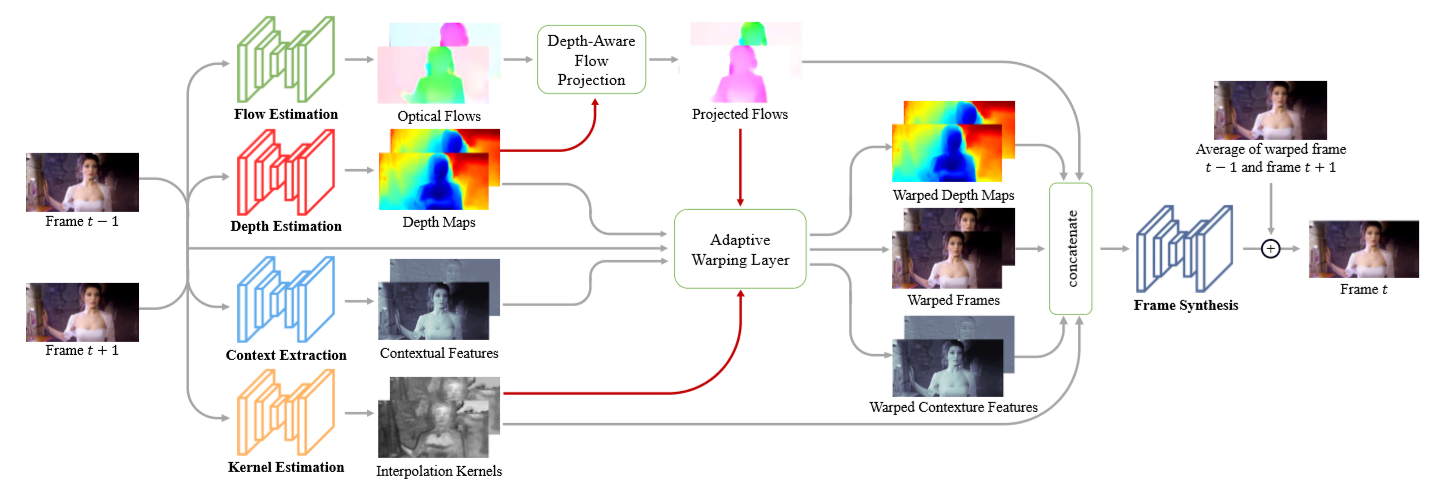 Flow Estimation
Optical Flows
Depth-Aware
Flow
Projection
Projected Flows
Average of warped frame
t − 1 and frame t + 1
Frame t − 1
Depth Estimation
Depth Maps
Warped Depth Maps
Adaptive
Warping Layer
concatenate
+
Warped Frames
Frame Synthesis
Frame t
Frame t + 1
Context Extraction
Contextual Features
Warped Contexture Features
Kernel Estimation
Interpolation Kernels